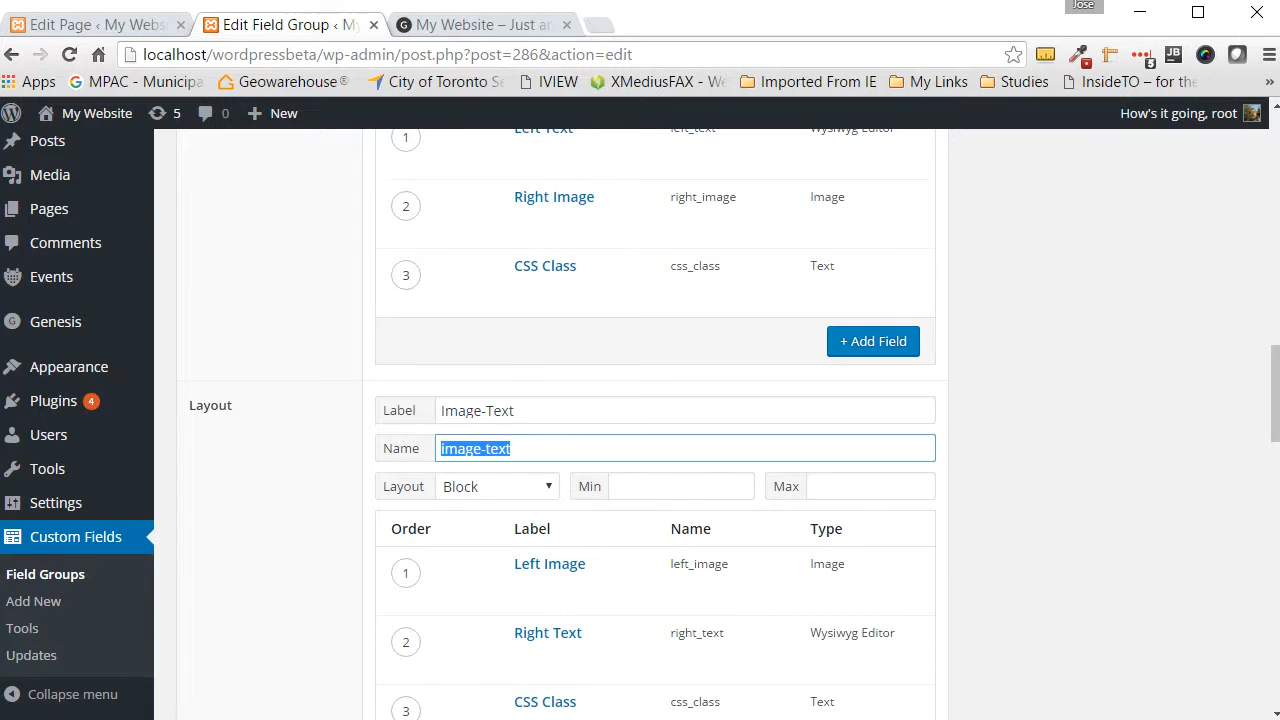 Jose
Edit Page ‹ My Webs
Edit Field Group ‹ My
My Website – Just an
localhost/wordpressbeta/wp-admin/post.php?post=286&action=edit
Apps MPAC - Municipa Geowarehouse® City of Toronto Se IVIEW XMediusFAX - We Imported From IE My Links Studies InsideTO – for the »
My Website 5 0 + New How's it going, root
Posts
Media
Pages
Comments
Events
Genesis
Appearance
Plugins 4
Users
Tools
Settings
Custom Fields
Field Groups
Add New
Tools
Updates
Collapse menu
1 Left Text left_text Wysiwyg Editor
2 Right Image right_image Image
3 CSS Class css_class Text
+ Add Field
Layout
Label Image-Text
Name image-text
Layout Block Min Max
Order Label Name Type
1 Left Image left_image Image
2 Right Text right_text Wysiwyg Editor
3 CSS Class css_class Text